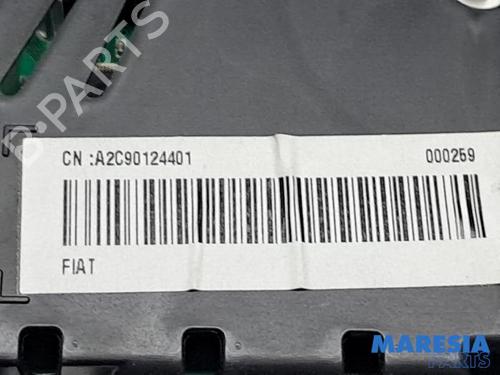 B-PARTS
CN :A2C90124401 000259
FIAT
MARESIA
PARTS